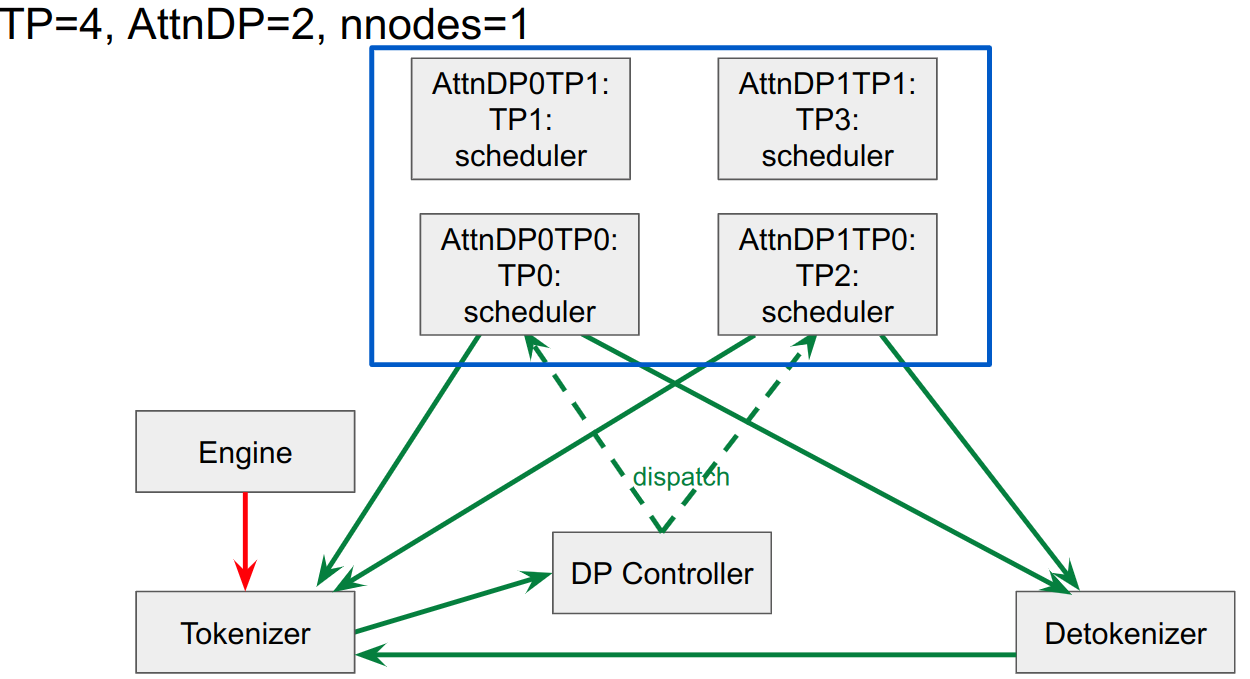 TP=4, AttnDP=2, nnodes=1
AttnDP0TP1:
TP1:
scheduler
AttnDP1TP1:
TP3:
scheduler
AttnDP0TP0:
TP0:
scheduler
AttnDP1TP0:
TP2:
scheduler
Engine
dispatch
DP Controller
Tokenizer
Detokenizer